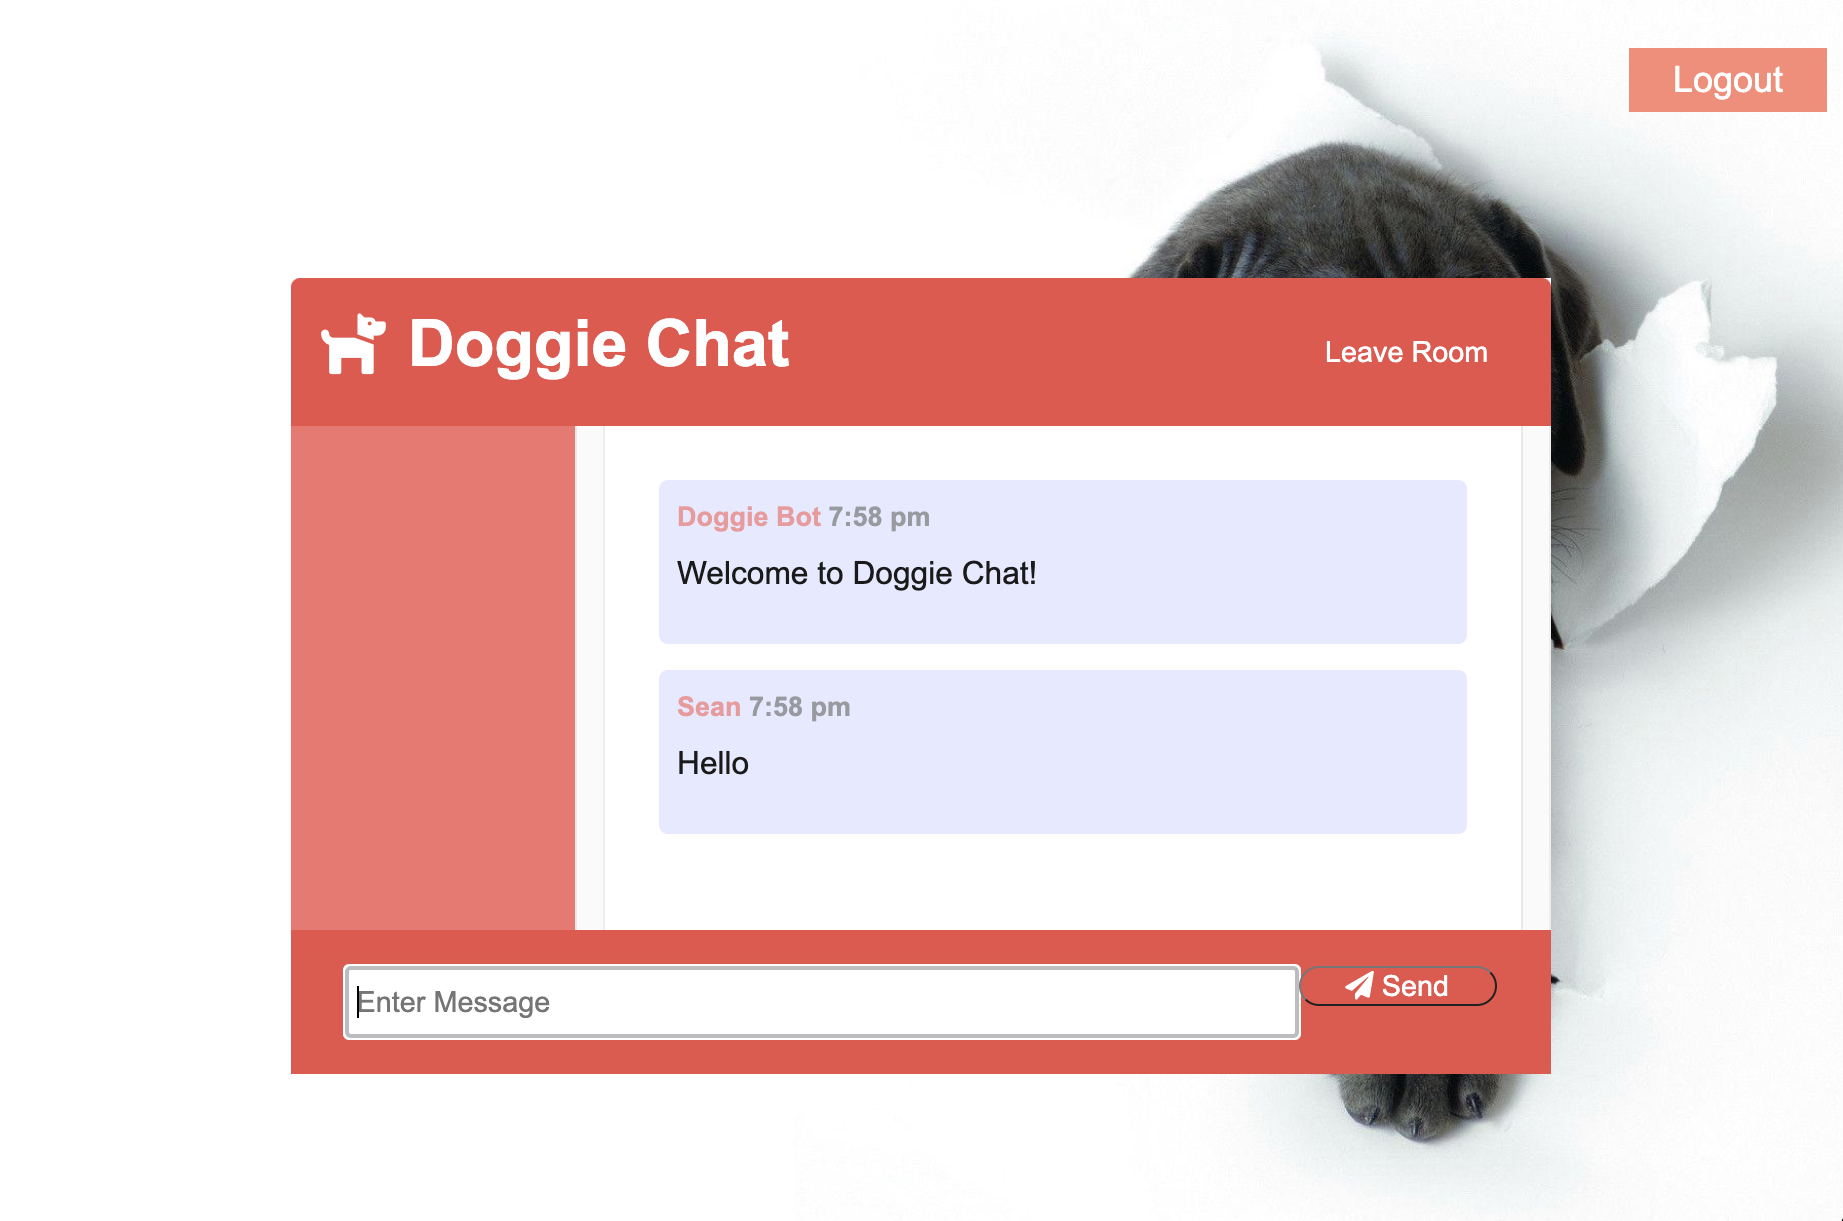 Logout
Doggie Chat
Leave Room
Doggie Bot 7:58 pm
Welcome to Doggie Chat!
Sean 7:58 pm
Hello
Enter Message
Send